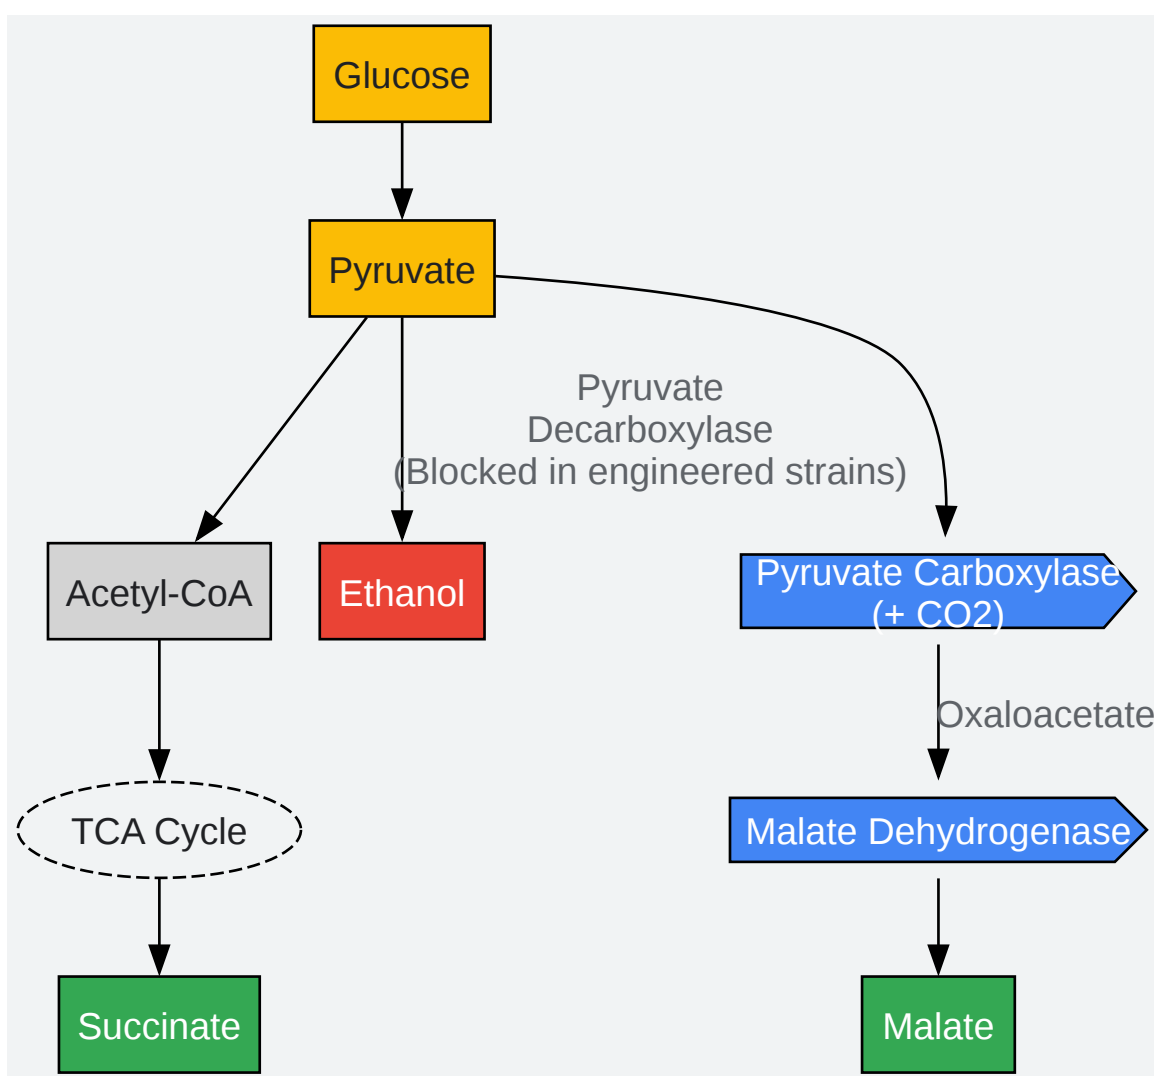 Glucose
Pyruvate
Pyruvate
Decarboxylase
(Blocked in engineered strains)
Acetyl-CoA
Ethanol
Pyruvate Carboxylase
(+ CO2)
Oxaloacetate
TCA Cycle
Malate Dehydrogenase
Succinate
Malate